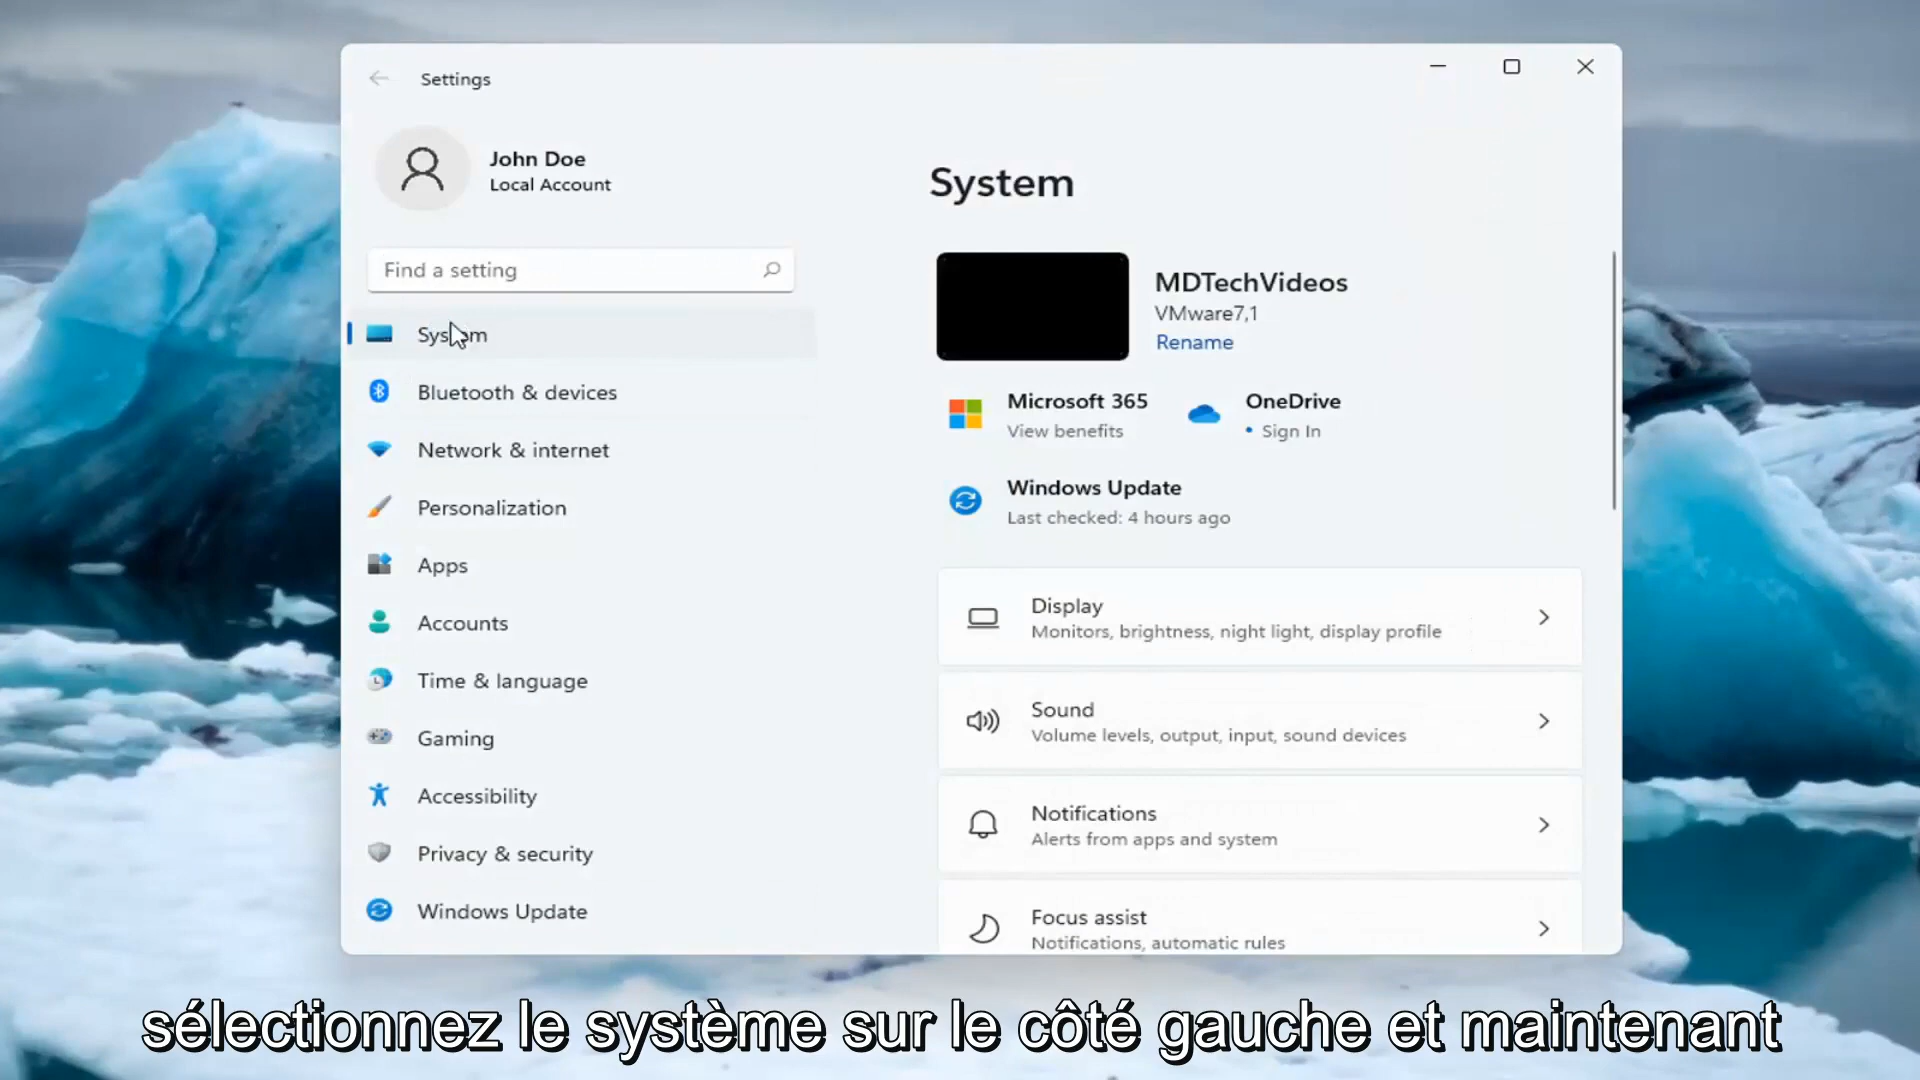 Settings
John Doe
Local Account
Find a setting
System
Bluetooth & devices
Network & internet
Personalization
Apps
Accounts
Time & language
Gaming
Accessibility
Privacy & security
Windows Update
System
MDTechVideos
VMware7,1
Rename
Microsoft 365
View benefits
OneDrive
• Sign In
Windows Update
Last checked: 4 hours ago
Display
Monitors, brightness, night light, display profile
Sound
Volume levels, output, input, sound devices
Notifications
Alerts from apps and system
Focus assist
Notifications, automatic rules
sélectionnez le système sur le côté gauche et maintenant